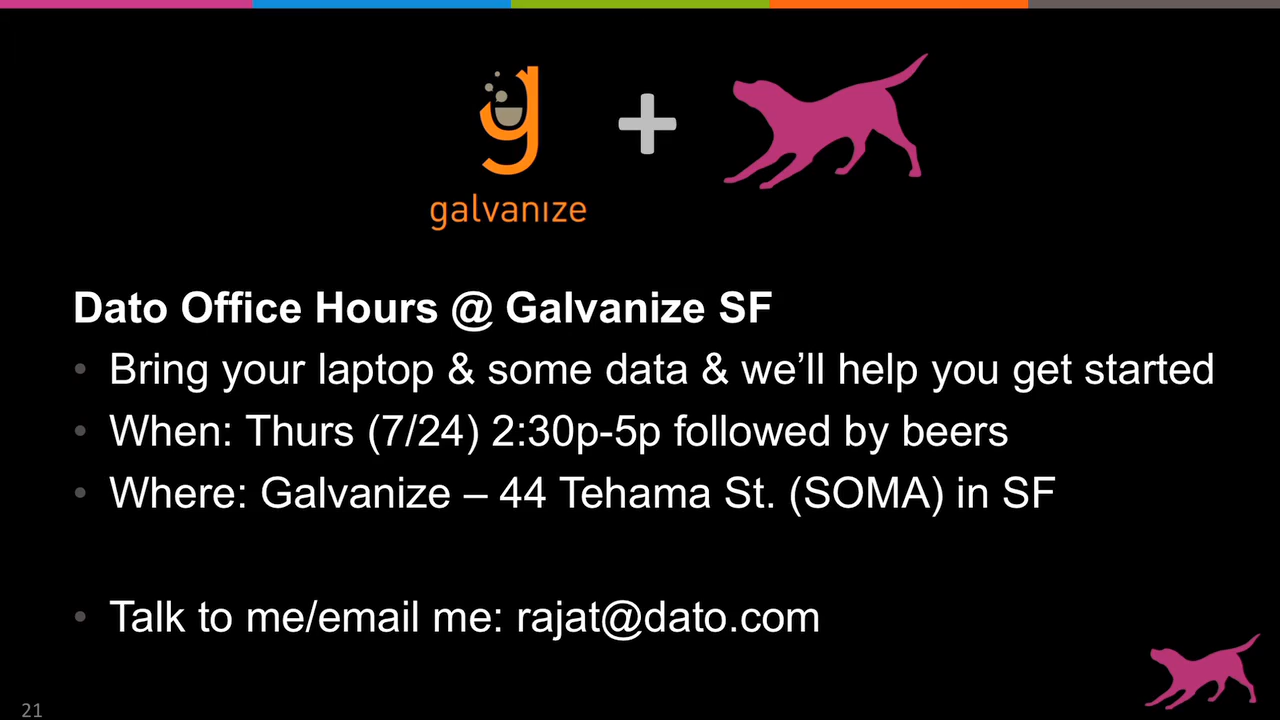 galvanıze
Dato Office Hours @ Galvanize SF
• Bring your laptop & some data & we’ll help you get started
• When: Thurs (7/24) 2:30p-5p followed by beers
• Where: Galvanize – 44 Tehama St. (SOMA) in SF
• Talk to me/email me: rajat@dato.com
21